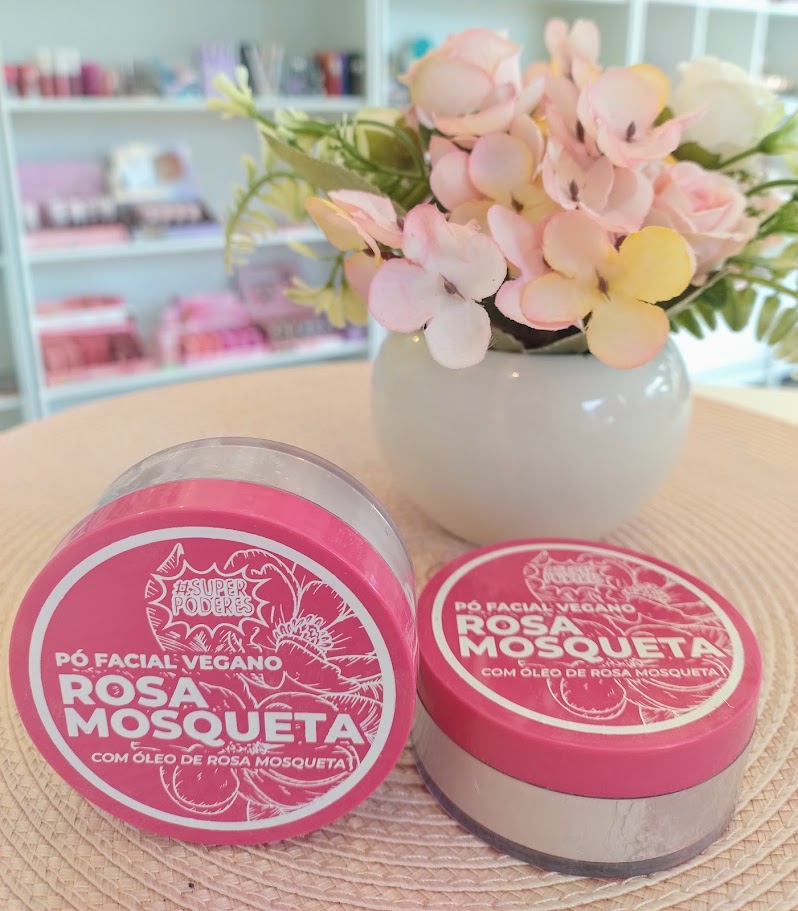 #SUPER
PODERES
PÓ FACIAL VEGANO
ROSA
MOSQUETA
COM ÓLEO DE ROSA MOSQUETA
PÓ FACIAL VEGANO
ROSA
MOSQUETA
COM ÓLEO DE ROSA MOSQUETA